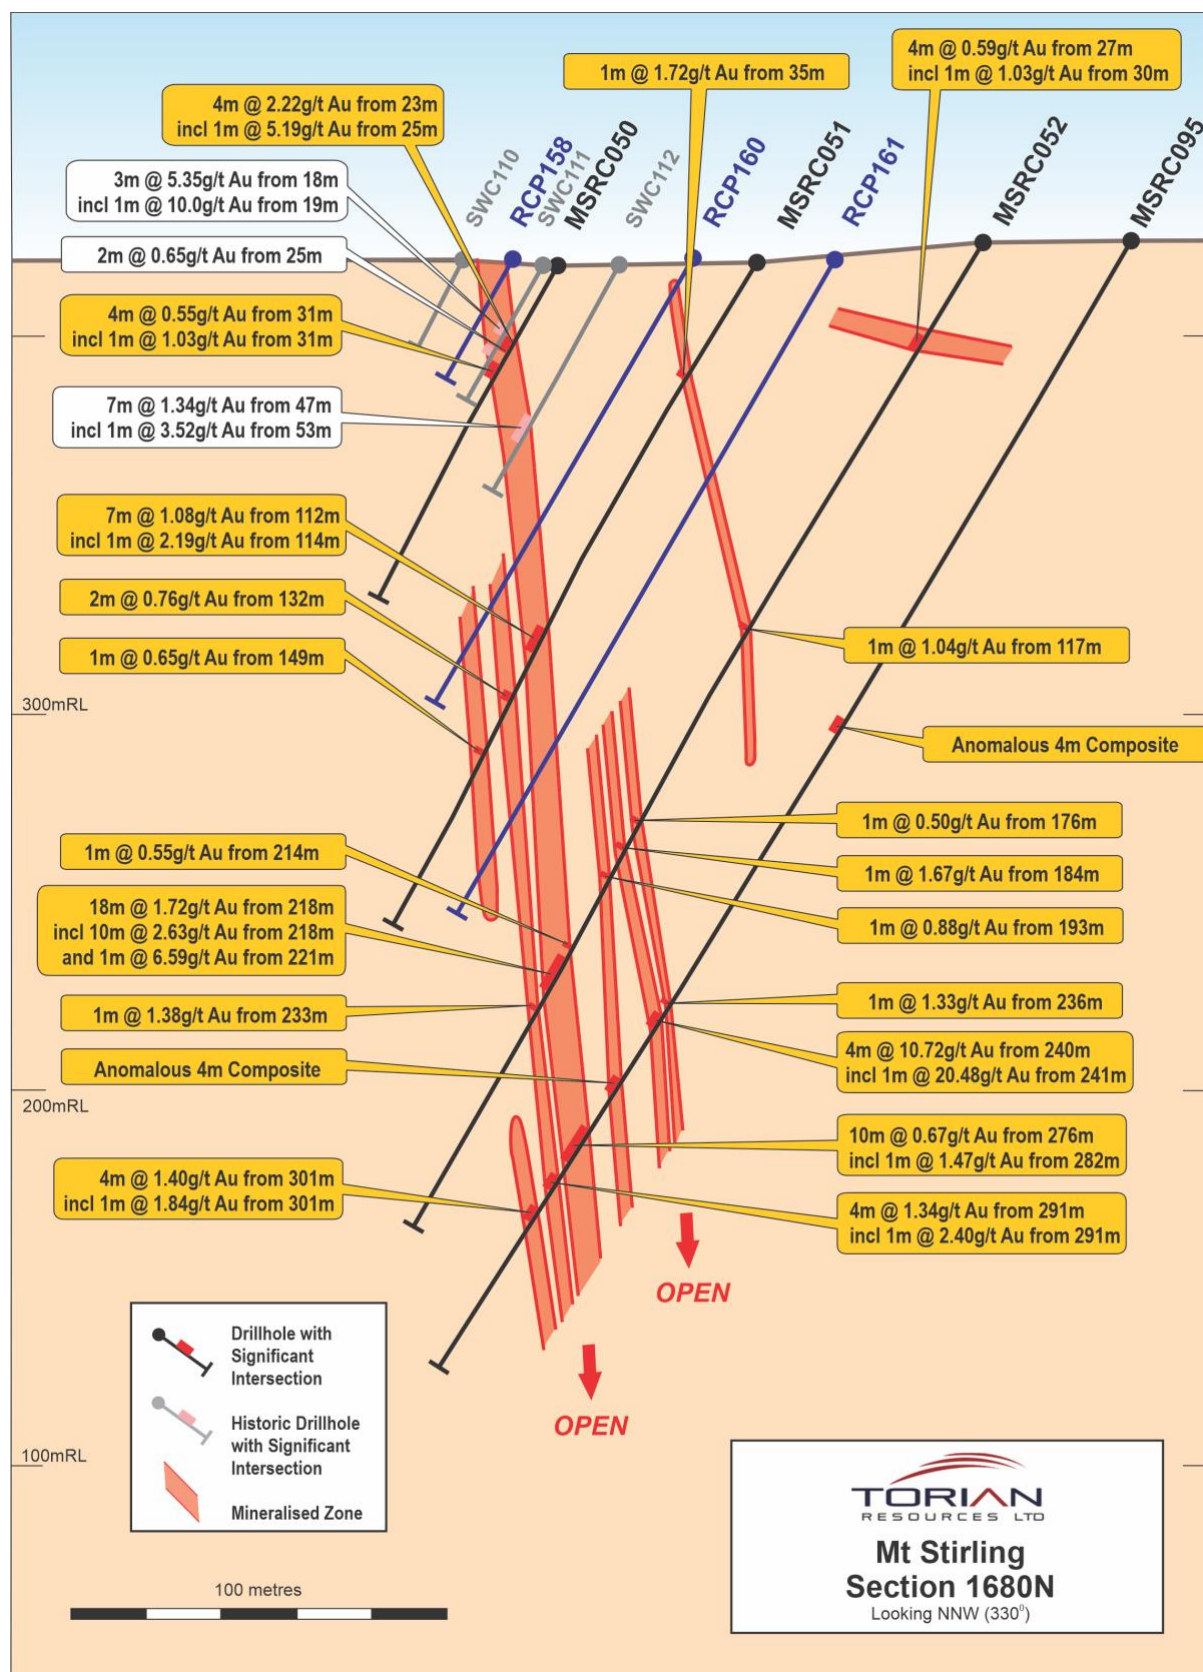 4m @ 0.59g/t Au from 27m
incl 1m @ 1.03g/t Au from 30m
1m @ 1.72g/t Au from 35m
4m @ 2.22g/t Au from 23m
incl 1m @ 5.19g/t Au from 25m
SWC110
RCP158
SWC111
MSRC050
SWC112
RCP160
MSRC051
RCP161
MSRC052
MSRC095
3m @ 5.35g/t Au from 18m
incl 1m @ 10.0g/t Au from 19m
2m @ 0.65g/t Au from 25m
4m @ 0.55g/t Au from 31m
incl 1m @ 1.03g/t Au from 31m
7m @ 1.34g/t Au from 47m
incl 1m @ 3.52g/t Au from 53m
7m @ 1.08g/t Au from 112m
incl 1m @ 2.19g/t Au from 114m
2m @ 0.76g/t Au from 132m
1m @ 0.65g/t Au from 149m
1m @ 1.04g/t Au from 117m
300mRL
Anomalous 4m Composite
1m @ 0.50g/t Au from 176m
1m @ 0.55g/t Au from 214m
1m @ 1.67g/t Au from 184m
18m @ 1.72g/t Au from 218m
incl 10m @ 2.63g/t Au from 218m
and 1m @ 6.59g/t Au from 221m
1m @ 0.88g/t Au from 193m
1m @ 1.38g/t Au from 233m
1m @ 1.33g/t Au from 236m
Anomalous 4m Composite
4m @ 10.72g/t Au from 240m
incl 1m @ 20.48g/t Au from 241m
200mRL
10m @ 0.67g/t Au from 276m
incl 1m @ 1.47g/t Au from 282m
4m @ 1.40g/t Au from 301m
incl 1m @ 1.84g/t Au from 301m
4m @ 1.34g/t Au from 291m
incl 1m @ 2.40g/t Au from 291m
OPEN
OPEN
Drillhole with
Significant
Intersection
Historic Drillhole
with Significant
Intersection
Mineralised Zone
100mRL
100 metres
TORIAN
RESOURCES LTD
Mt Stirling
Section 1680N
Looking NNW (330⁰)